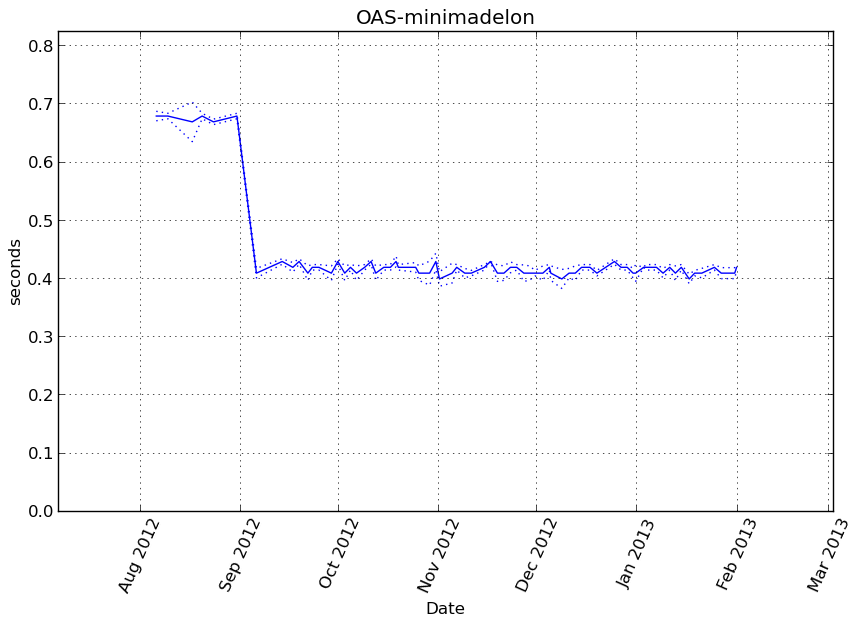 OAS-minimadelon
0.8
0.7
0.6
0.5
0.4
0.3
0.2
0.1
0.0
seconds
Aug 2012
Sep 2012
Oct 2012
Nov 2012
Dec 2012
Jan 2013
Feb 2013
Mar 2013
Date